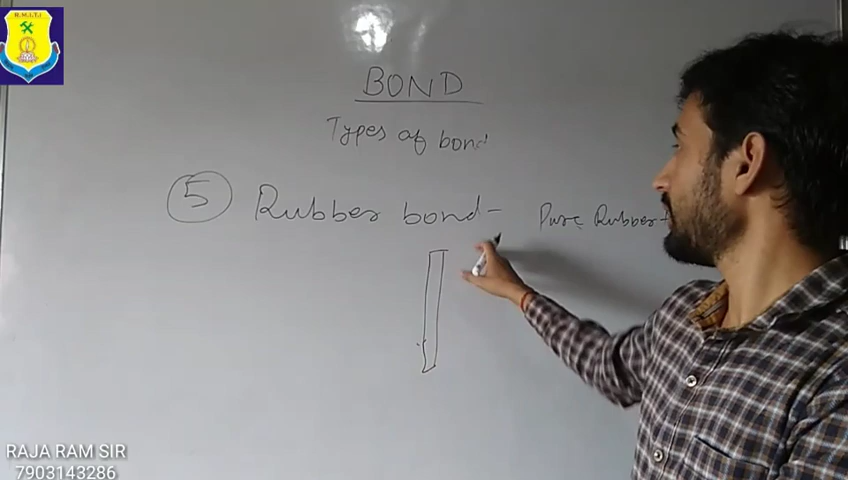 R.M.I.T.I
BOND
Types of bond
5 Rubber bond - Pure Rubber +
RAJA RAM SIR
7903143286